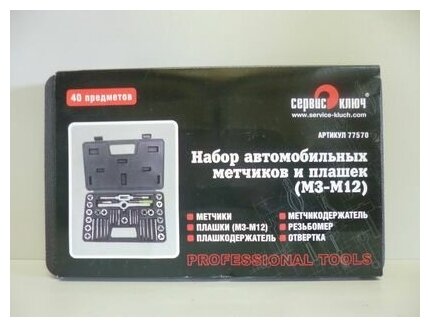 40 предметов
сервис ключ
www.service-kluch.com
АРТИКУЛ 77570
Набор автомобильных
метчиков и плашек
(М3-М12)
МЕТЧИКИ
ПЛАШКИ (М3-М12)
ПЛАШКОДЕРЖАТЕЛЬ
МЕТЧИКОДЕРЖАТЕЛЬ
РЕЗЬБОМЕР
ОТВЕРТКА
PROFESSIONAL TOOLS